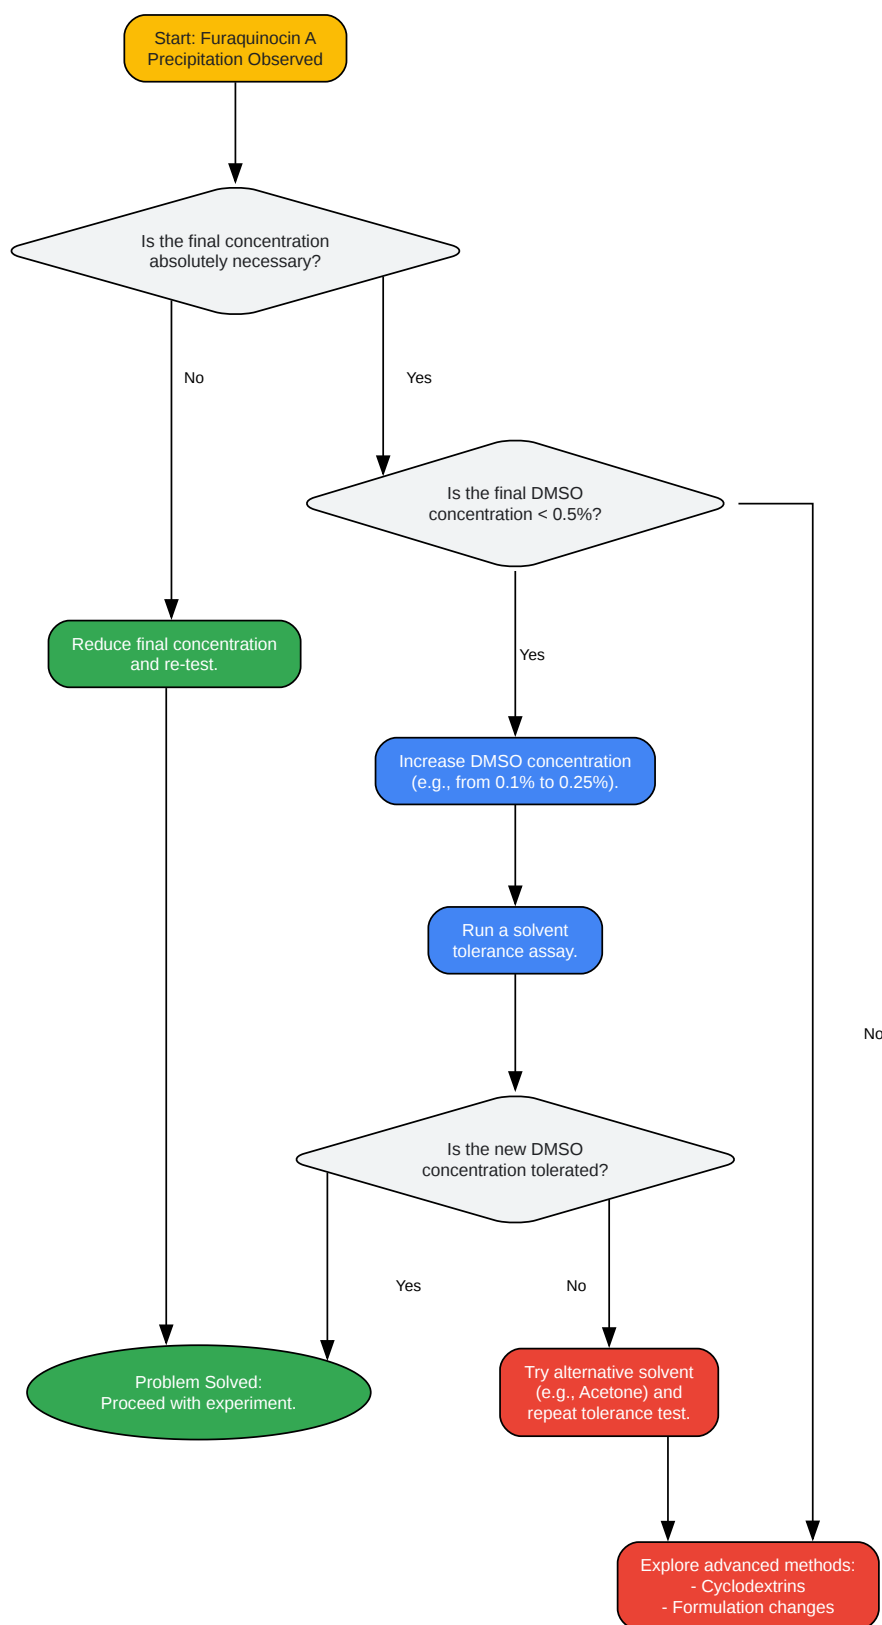 Start: Furaquinocin A
Precipitation Observed
Is the final concentration
absolutely necessary?
No
Yes
Is the final DMSO
concentration < 0.5%?
Reduce final concentration
and re-test.
Yes
Increase DMSO concentration
(e.g., from 0.1% to 0.25%).
Run a solvent
tolerance assay.
No
Is the new DMSO
concentration tolerated?
Yes
No
Problem Solved:
Proceed with experiment.
Try alternative solvent
(e.g., Acetone) and
repeat tolerance test.
Explore advanced methods:
- Cyclodextrins
- Formulation changes